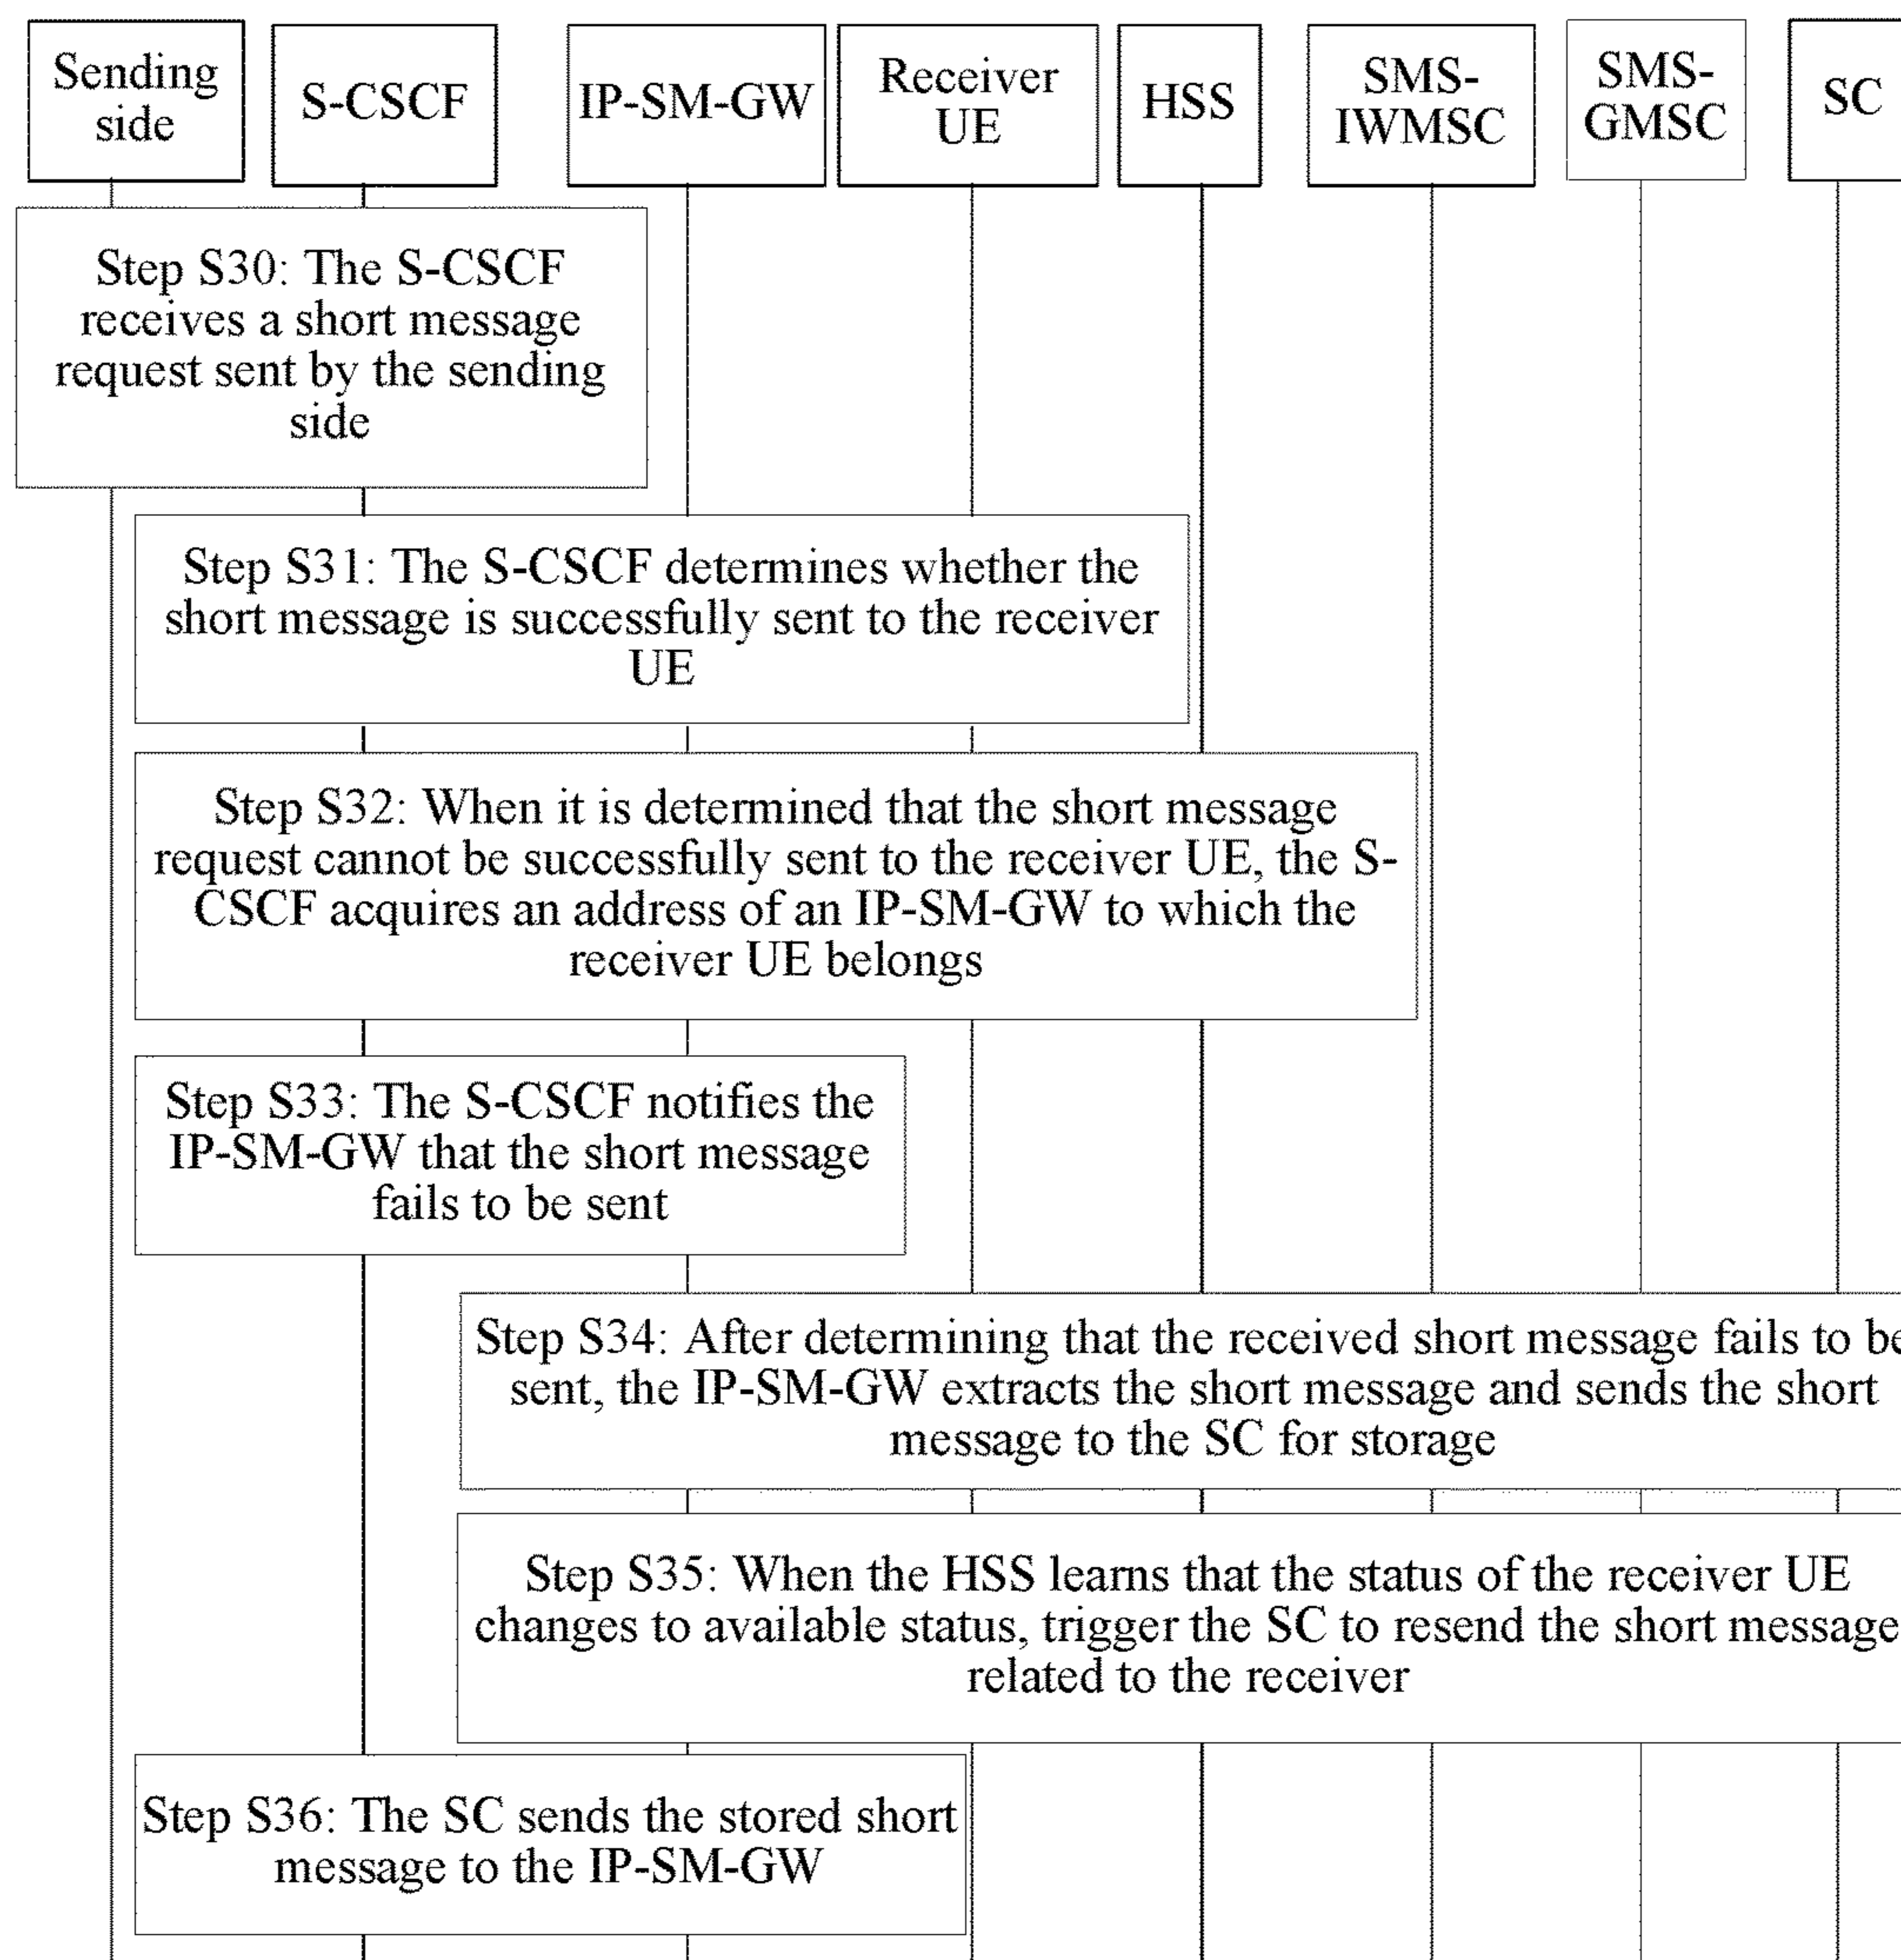 Sending
side
S-CSCF
IP-SM-GW
Receiver
UE
HSS
SMS-
IWMSC
SMS-
GMSC
SC
Step S30: The S-CSCF
receives a short message
request sent by the sending
side
Step S31: The S-CSCF determines whether the
short message is successfully sent to the receiver
UE
Step S32: When it is determined that the short message
request cannot be successfully sent to the receiver UE, the S-
CSCF acquires an address of an IP-SM-GW to which the
receiver UE belongs
Step S33: The S-CSCF notifies the
IP-SM-GW that the short message
fails to be sent
Step S34: After determining that the received short message fails to be
sent, the IP-SM-GW extracts the short message and sends the short
message to the SC for storage
Step S35: When the HSS learns that the status of the receiver UE
changes to available status, trigger the SC to resend the short message
related to the receiver
Step S36: The SC sends the stored short
message to the IP-SM-GW